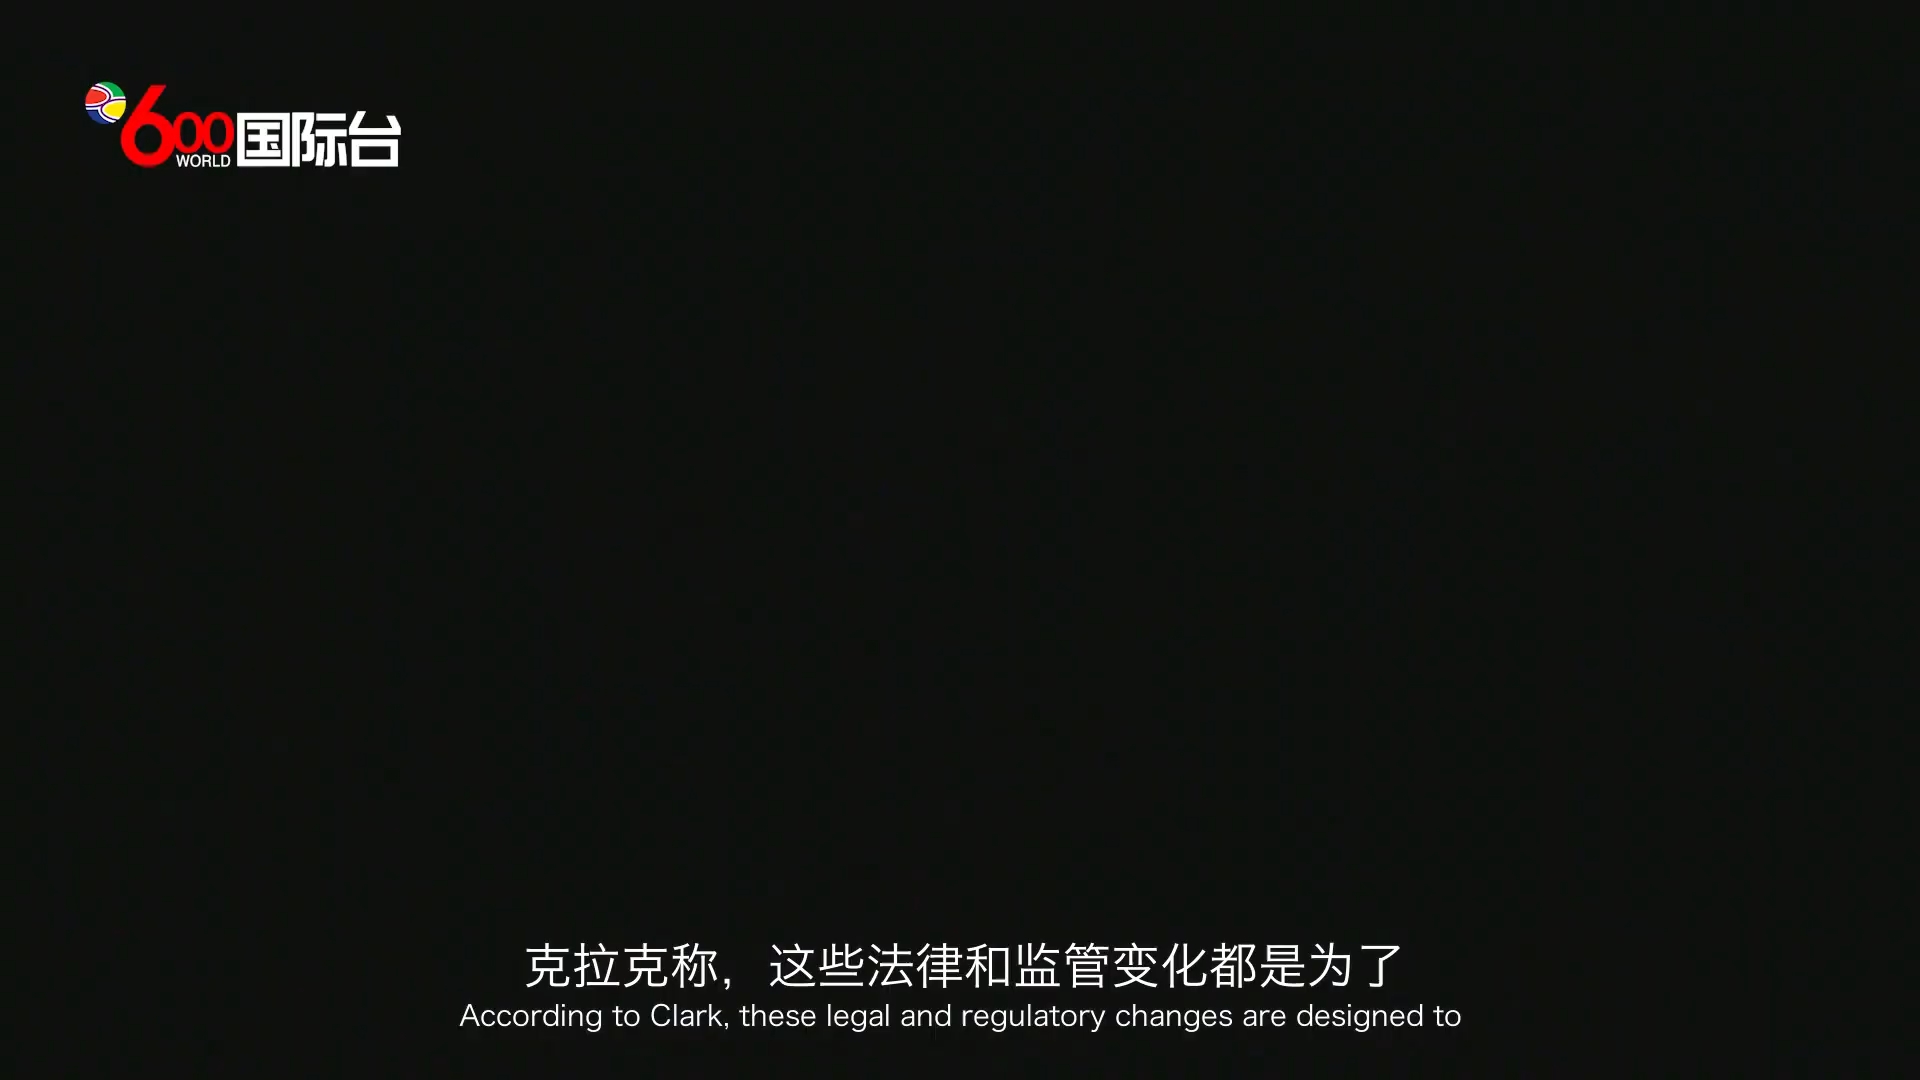 600国际台
WORLD
克拉克称，这些法律和监管变化都是为了
According to Clark, these legal and regulatory changes are designed to